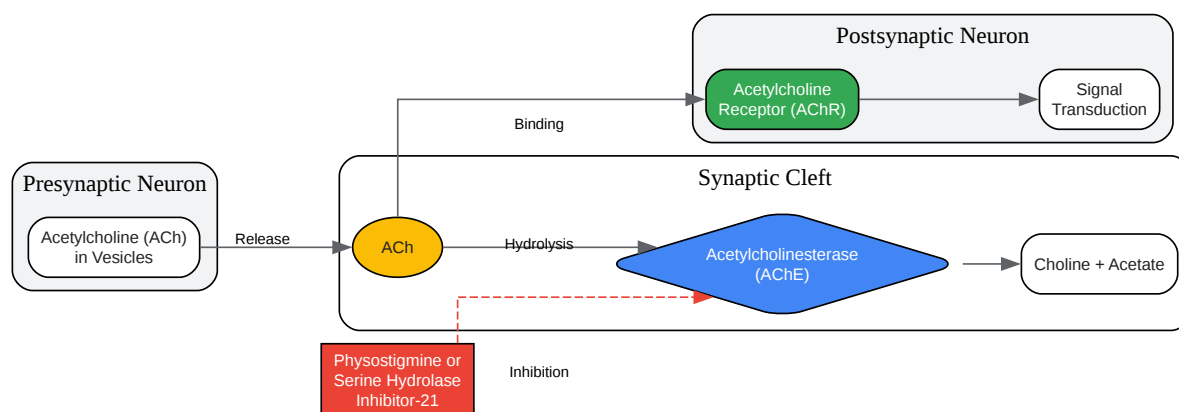 Postsynaptic Neuron
Acetylcholine
Receptor (AChR)
Signal
Transduction
Binding
Presynaptic Neuron
Acetylcholine (ACh)
in Vesicles
Release
Synaptic Cleft
ACh
Hydrolysis
Acetylcholinesterase
(AChE)
Choline + Acetate
Physostigmine or
Serine Hydrolase
Inhibitor-21
Inhibition